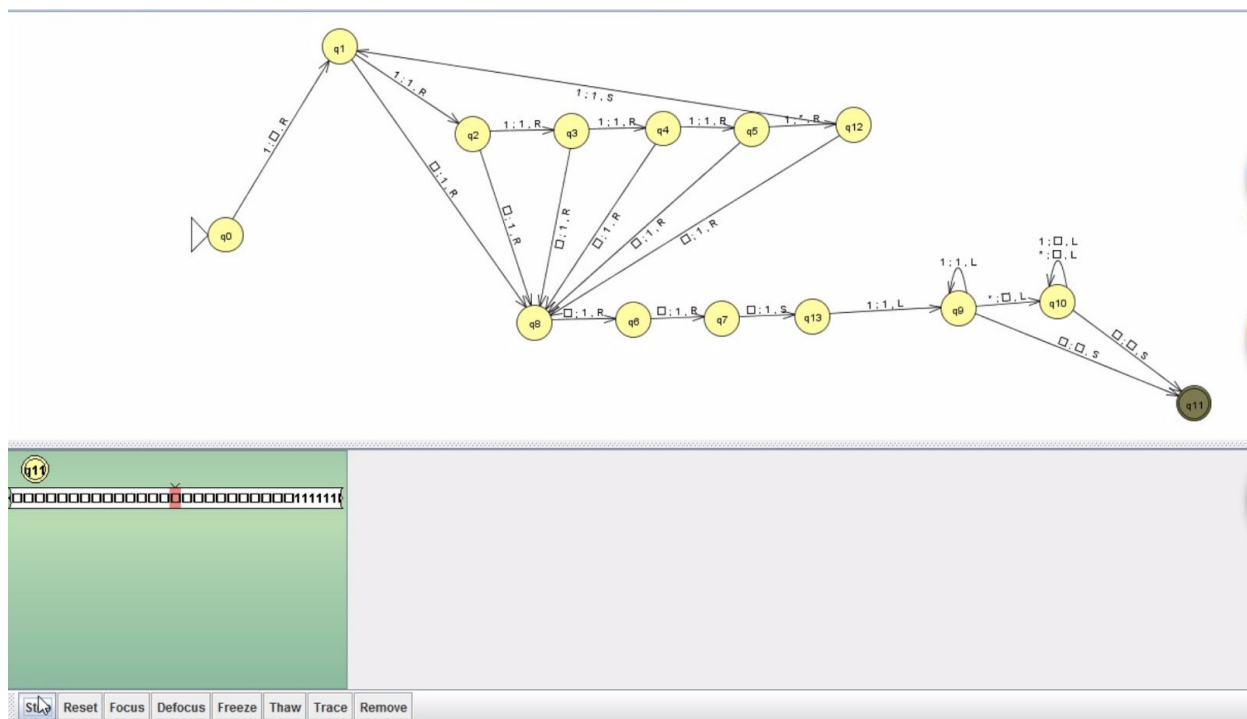 q1
1 ; 1 , R
1 ; 1 , S
q2
1 ; 1 , R
q3
1 ; 1 , R
q4
1 ; 1 , R
q5
1 , * , R
q12
1 ; □ , R
□ ; 1 , R
□ ; 1 , R
□ ; 1 , R
□ ; 1 , R
□ ; 1 , R
□ ; 1 , R
q0
1 ; □ , L
* ; □ , L
1 ; 1 , L
q8
□ ; 1 , R
q6
□ ; 1 , R
q7
□ ; 1 , S
q13
1 ; 1 , L
q9
* ; □ , L
q10
□ ; □ , S
□ ; □ , S
q11
q11
□□□□□□□□□□□□□□□□□□□□□□□□111111
Reset Focus Defocus Freeze Thaw Trace Remove